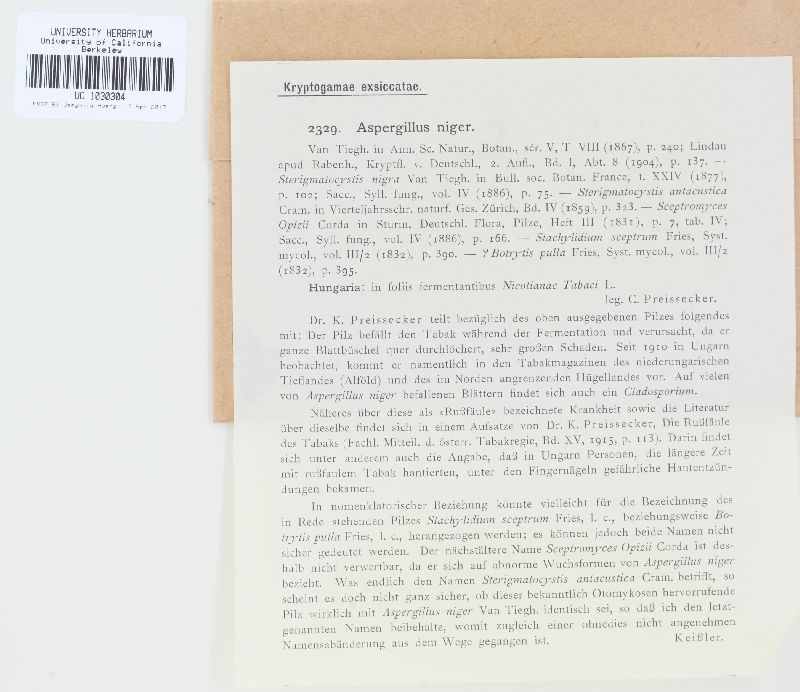 UNIVERSITY HERBARIUM
University of California
Berkeley
UC 1030304
Kryptogamae exsiccatae.
2329. Aspergillus niger.
Van Tiegh. in Ann. Sc. Natur., Botan., sér. V, T VIII (1867), p. 240; Lindau
apud Rabenh., Kryptfl. v. Deutschl., 2. Aufl., Bd. I, Abt. 8 (1904), p. 137. —
Sterigmatocystis nigra Van Tiegh. in Bull. soc. Botan. France, t. XXIV (1877),
p. 102; Sacc., Syll. fung., vol. IV (1886), p. 75. — Sterigmatocystis antacustica
Cram. in Vierteljahrsschr. naturf. Ges. Zürich, Bd. IV (1859), p. 323. — Sceptromyces
Opizii Corda in Sturm, Deutschl. Flora, Pilze, Heft III (1831), p. 7, tab. IV;
Sacc., Syll. fung., vol. IV (1886), p. 166. — Stachylidium sceptrum Fries, Syst.
mycol., vol. III/2 (1832), p. 390. — ? Botrytis pulla Fries, Syst. mycol., vol. III/2
(1832), p. 395.
Hungaria: in foliis fermentantibus Nicotianae Tabaci L.
leg. C. Preissecker.
Dr. K. Preissecker teilt bezüglich des oben ausgegebenen Pilzes folgendes
mit: Der Pilz befällt den Tabak während der Fermentation und verursacht, da er
ganze Blattbüschel quer durchlöchert, sehr großen Schaden. Seit 1910 in Ungarn
beobachtet, kommt er namentlich in den Tabakmagazinen des niederungarischen
Tieflandes (Alföld) und des im Norden angrenzenden Hügellandes vor. Auf vielen
von Aspergillus niger befallenen Blättern findet sich auch ein Cladosporium.
Näheres über diese als «Rußfäule» bezeichnete Krankheit sowie die Literatur
über dieselbe findet sich in einem Aufsatze von Dr. K. Preissecker, Die Rußfäule
des Tabaks (Fachl. Mitteil. d. österr. Tabakregie, Bd. XV, 1915, p. 113). Darin findet
sich unter anderem auch die Angabe, daß in Ungarn Personen, die längere Zeit
mit rußfaulem Tabak hantierten, unter den Fingernägeln gefährliche Hautentzün-
dungen bekamen.
In nomenklatorischer Beziehung könnte vielleicht für die Bezeichnung des
in Rede stehenden Pilzes Stachylidium sceptrum Fries, l. c., beziehungsweise Bo-
trytis pulla Fries, l. c., herangezogen werden; es können jedoch beide Namen nicht
sicher gedeutet werden. Der nächstältere Name Sceptromyces Opizii Corda ist des-
halb nicht verwertbar, da er sich auf abnorme Wuchsformen von Aspergillus niger
bezieht. Was endlich den Namen Sterigmatocystis antacustica Cram. betrifft, so
scheint es doch nicht ganz sicher, ob dieser bekanntlich Otomykosen hervorrufende
Pilz wirklich mit Aspergillus niger Van Tiegh. identisch sei, so daß ich den letzt-
genannten Namen beibehalte, womit zugleich einer ohnedies nicht angenehmen
Namensabänderung aus dem Wege gegangen ist.
Keißler.